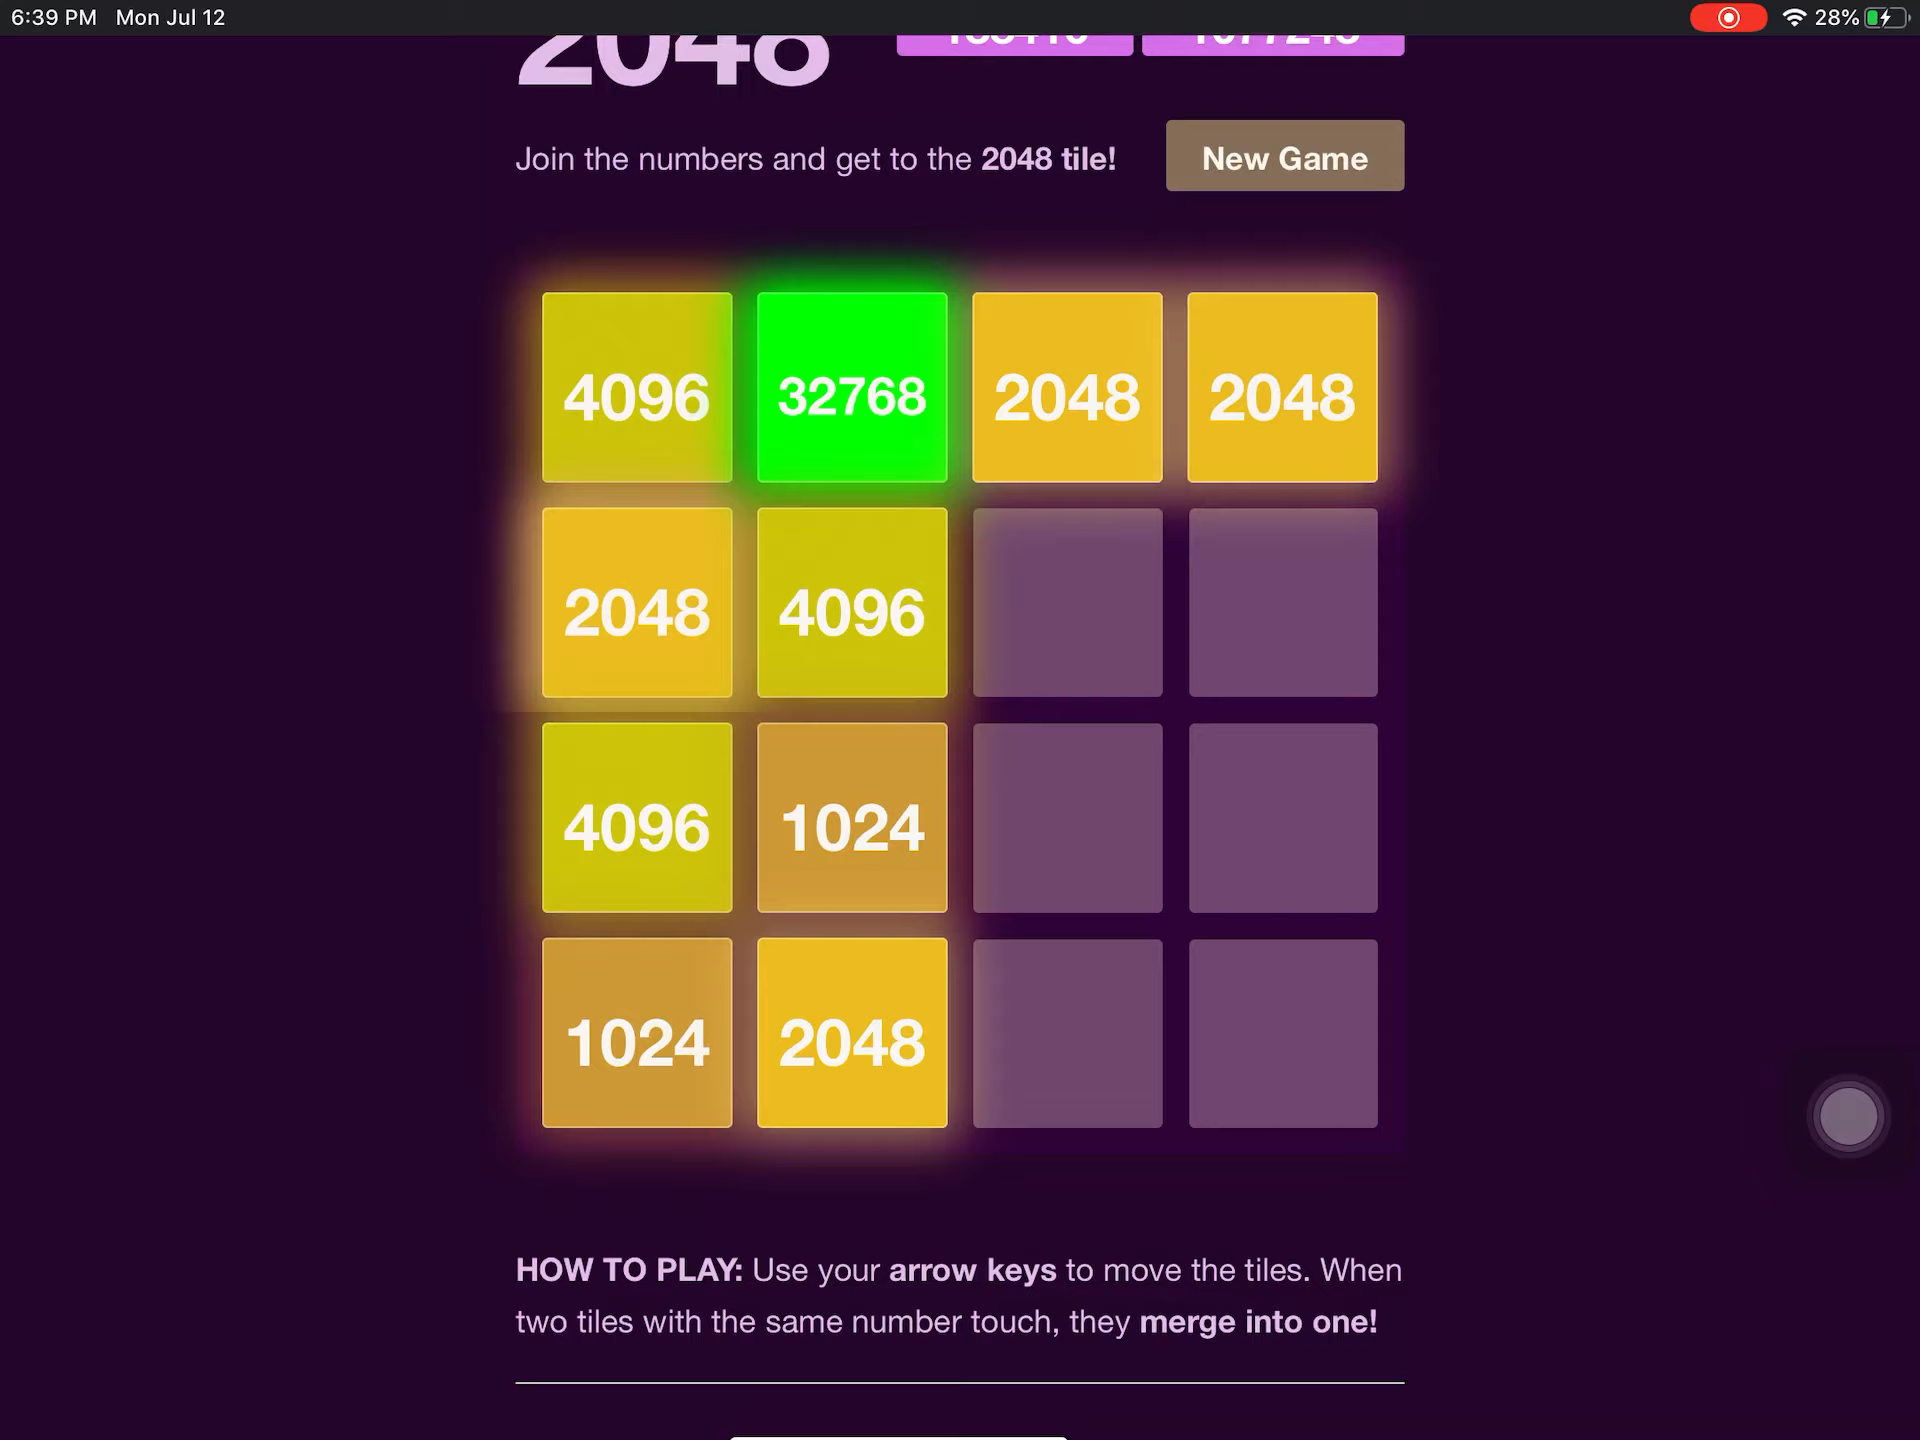 6:39 PM Mon Jul 12 28%
2048
Join the numbers and get to the 2048 tile! New Game
4096 32768 2048 2048
2048 4096
4096 1024
1024 2048
HOW TO PLAY: Use your arrow keys to move the tiles. When
two tiles with the same number touch, they merge into one!